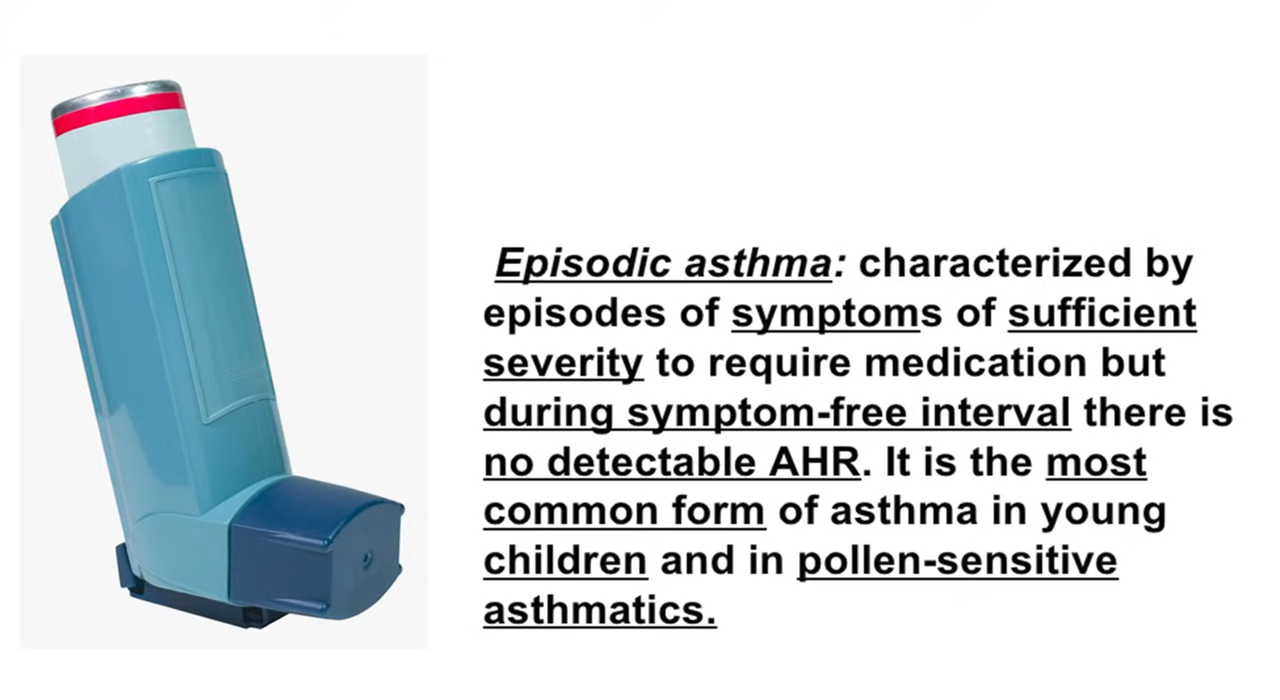 Episodic asthma: characterized by
episodes of symptoms of sufficient
severity to require medication but
during symptom-free interval there is
no detectable AHR. It is the most
common form of asthma in young
children and in pollen-sensitive
asthmatics.